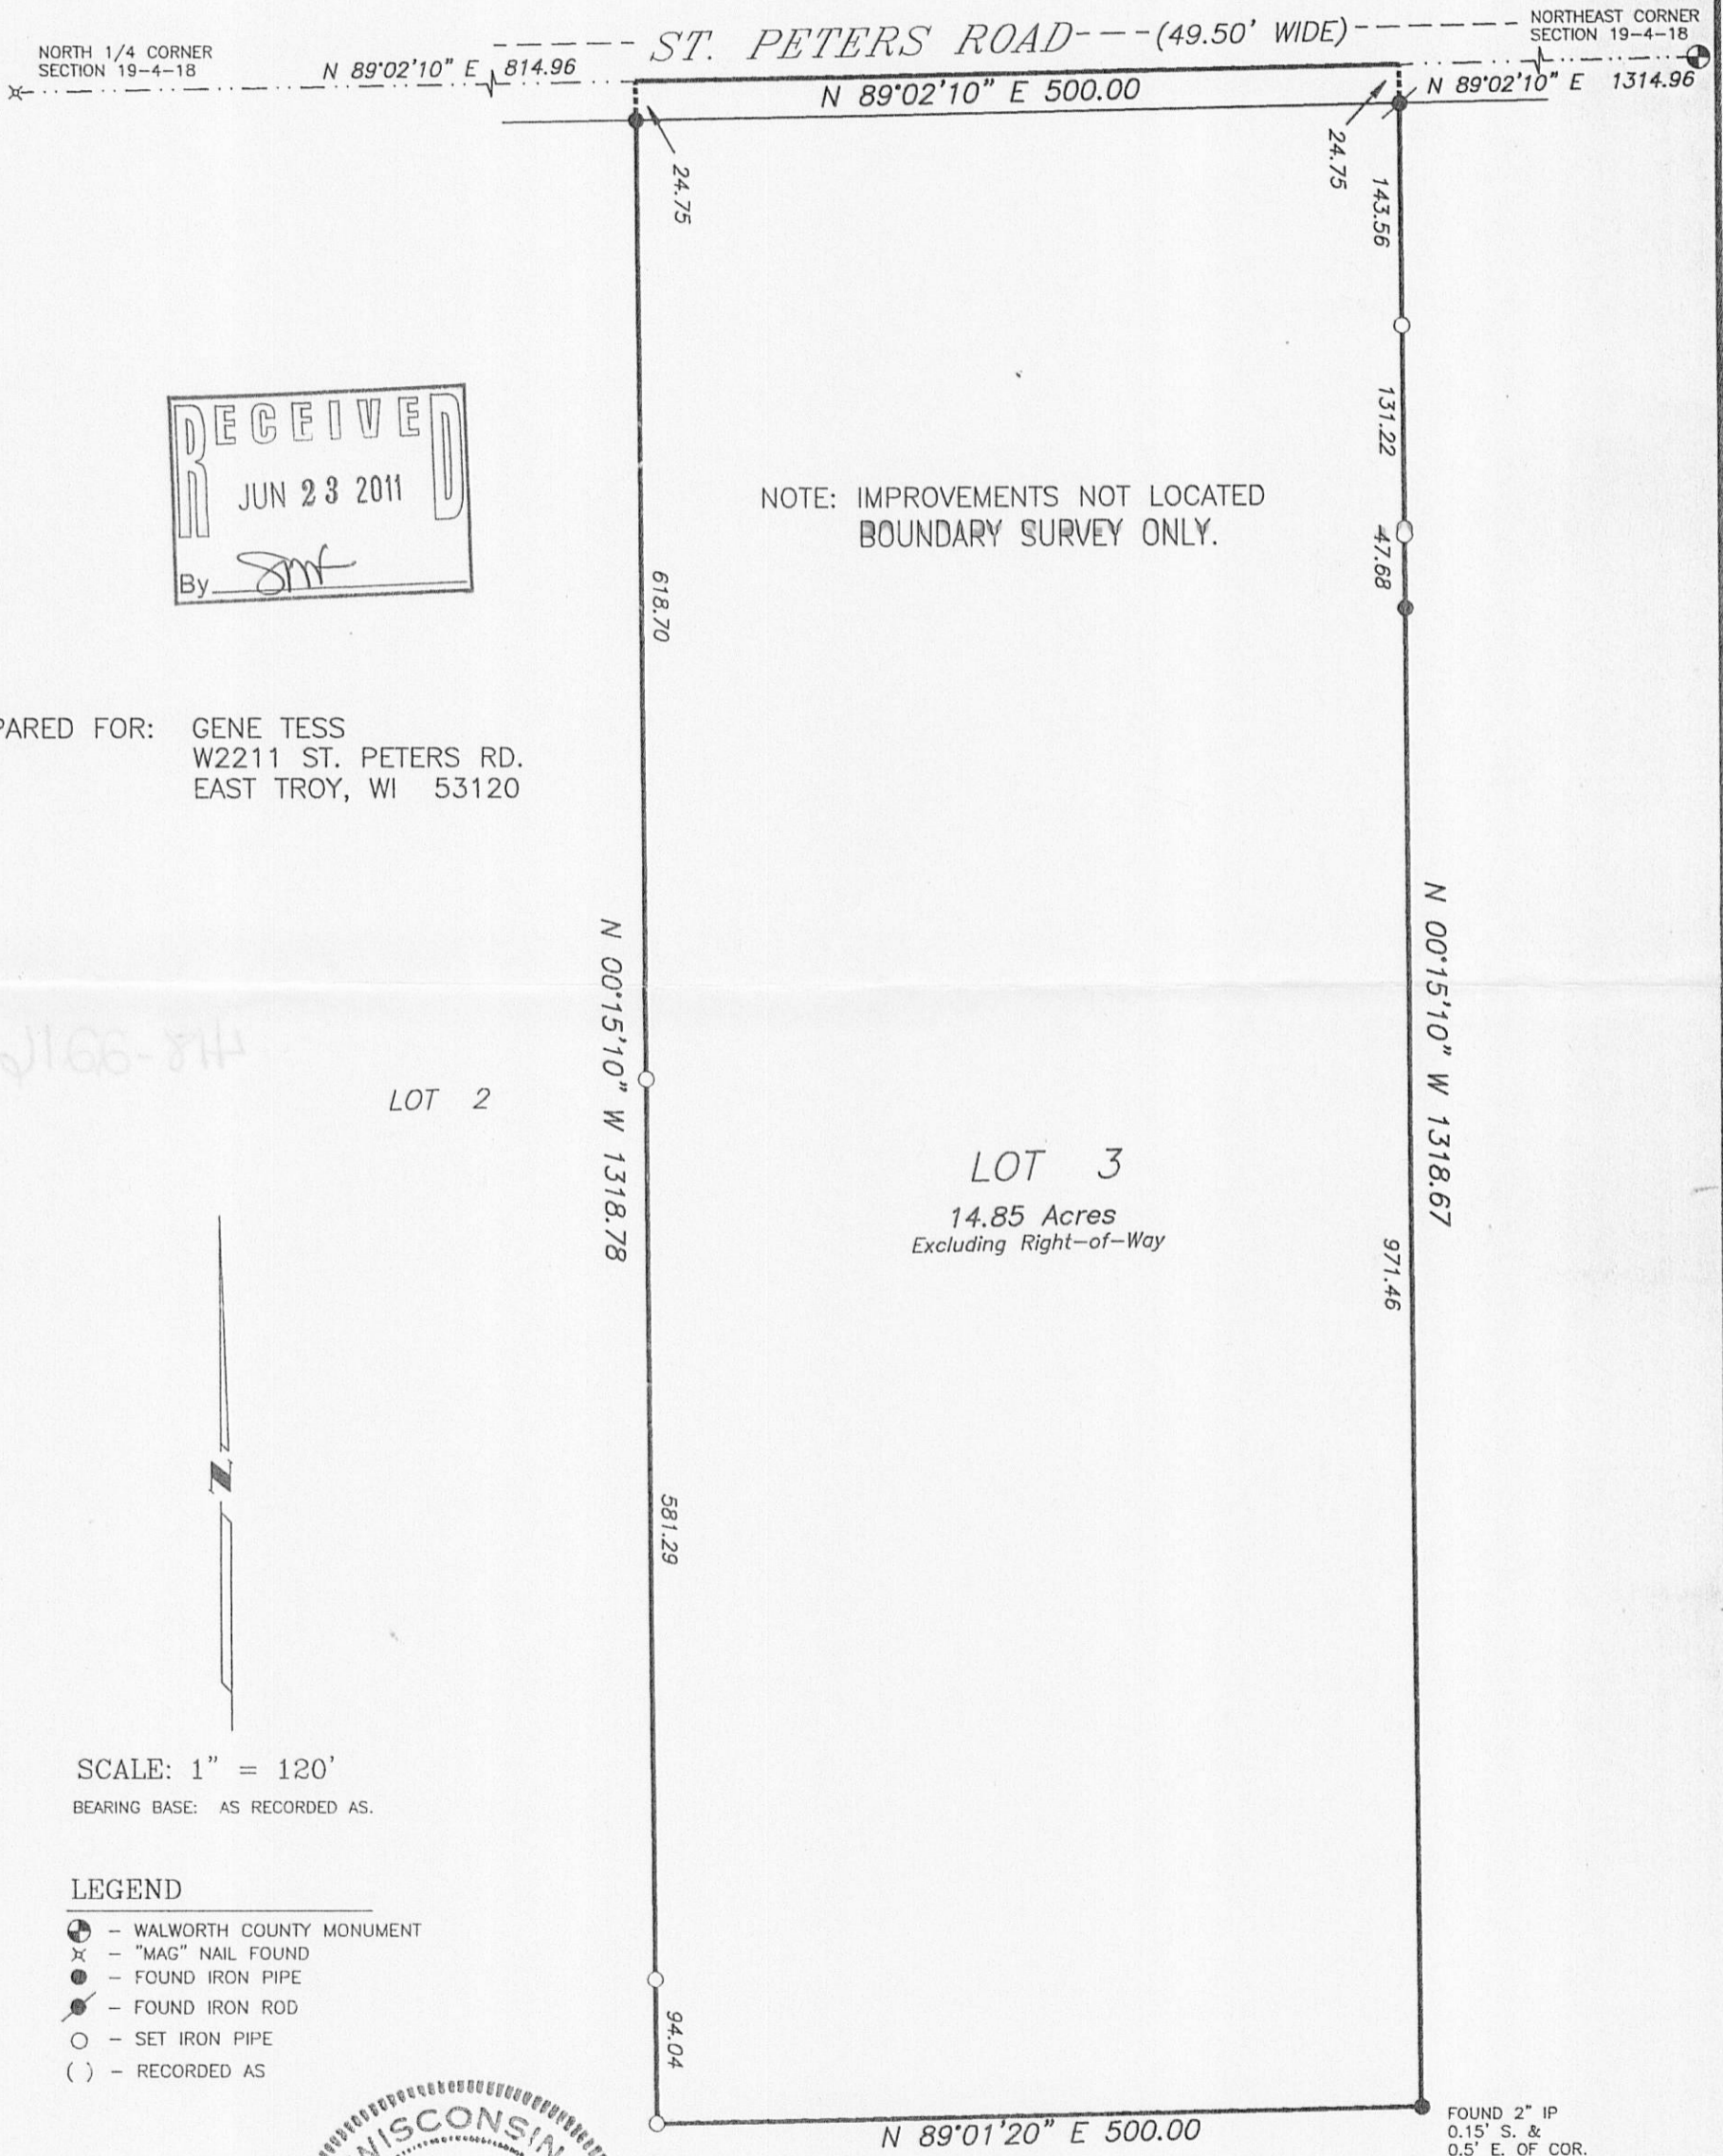 ST. PETERS ROAD---(49.50' WIDE)
NORTH 1/4 CORNER
SECTION 19-4-18
NORTHEAST CORNER
SECTION 19-4-18
N 89°02'10" E 814.96
N 89°02'10" E 500.00
N 89°02'10" E 1314.96
24.75
24.75
143.56
131.22
47.68
RECEIVED
JUN 23 2011
By
NOTE: IMPROVEMENTS NOT LOCATED
BOUNDARY SURVEY ONLY.
618.70
PARED FOR: GENE TESS
W2211 ST. PETERS RD.
EAST TROY, WI 53120
N 00°15'10" W 1318.78
N 00°15'10" W 1318.67
LOT 2
LOT 3
14.85 Acres
Excluding Right-of-Way
971.46
581.29
N
SCALE: 1" = 120'
BEARING BASE: AS RECORDED AS.
LEGEND
- WALWORTH COUNTY MONUMENT
- "MAG" NAIL FOUND
- FOUND IRON PIPE
- FOUND IRON ROD
- SET IRON PIPE
( ) - RECORDED AS
94.04
WISCONSIN
N 89°01'20" E 500.00
FOUND 2" IP
0.15' S. &
0.5' E. OF COR.